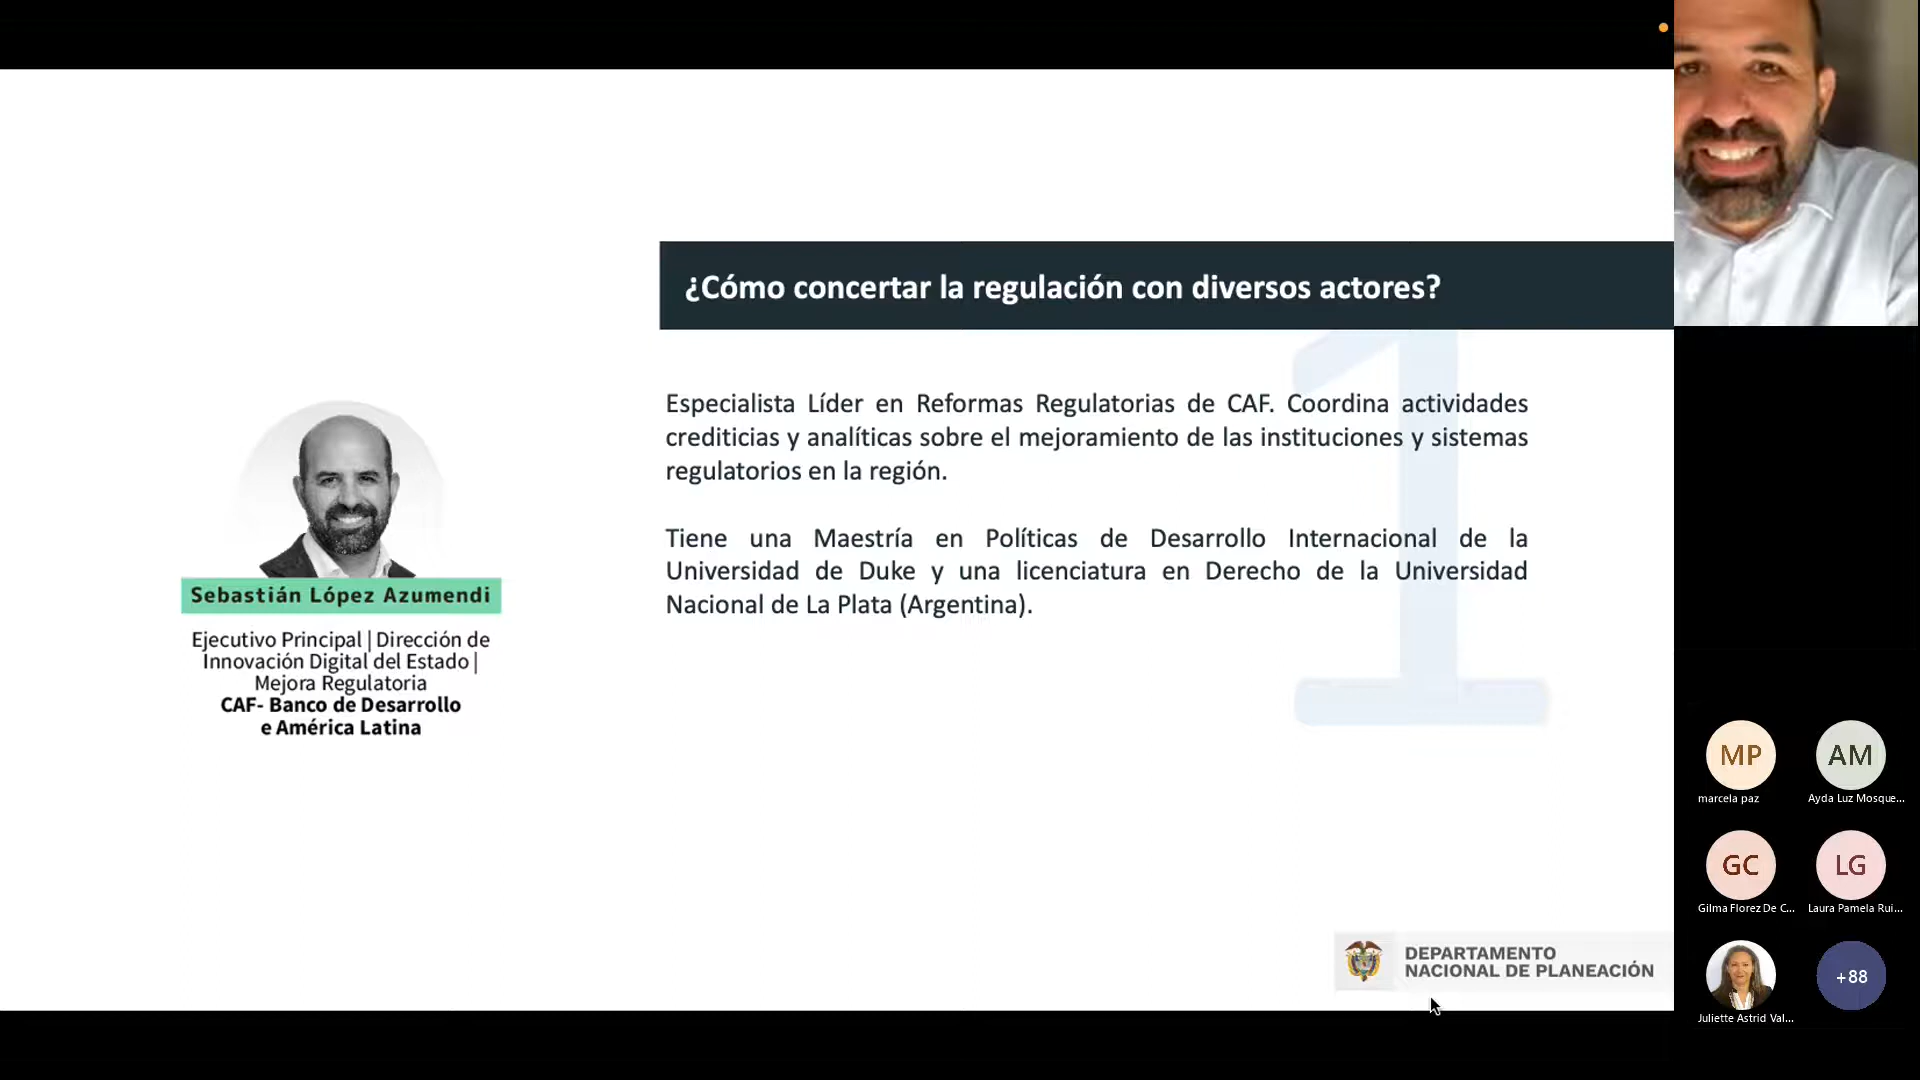 ¿Cómo concertar la regulación con diversos actores?
Especialista Líder en Reformas Regulatorias de CAF. Coordina actividades
crediticias y analíticas sobre el mejoramiento de las instituciones y sistemas
regulatorios en la región.
Tiene una Maestría en Políticas de Desarrollo Internacional de la
Universidad de Duke y una licenciatura en Derecho de la Universidad
Nacional de La Plata (Argentina).
1
Sebastián López Azumendi
Ejecutivo Principal | Dirección de
Innovación Digital del Estado |
Mejora Regulatoria
CAF- Banco de Desarrollo
e América Latina
DEPARTAMENTO
NACIONAL DE PLANEACIÓN
MP
marcela paz
AM
Ayda Luz Mosque...
GC
Gilma Florez De C...
LG
Laura Pamela Rui...
Juliette Astrid Val...
+88